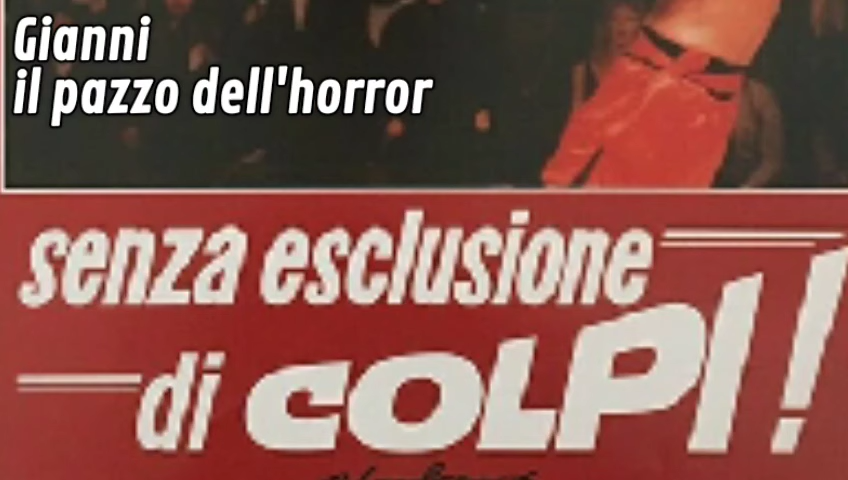 Gianni
il pazzo dell'horror
senza esclusione
di COLPI!